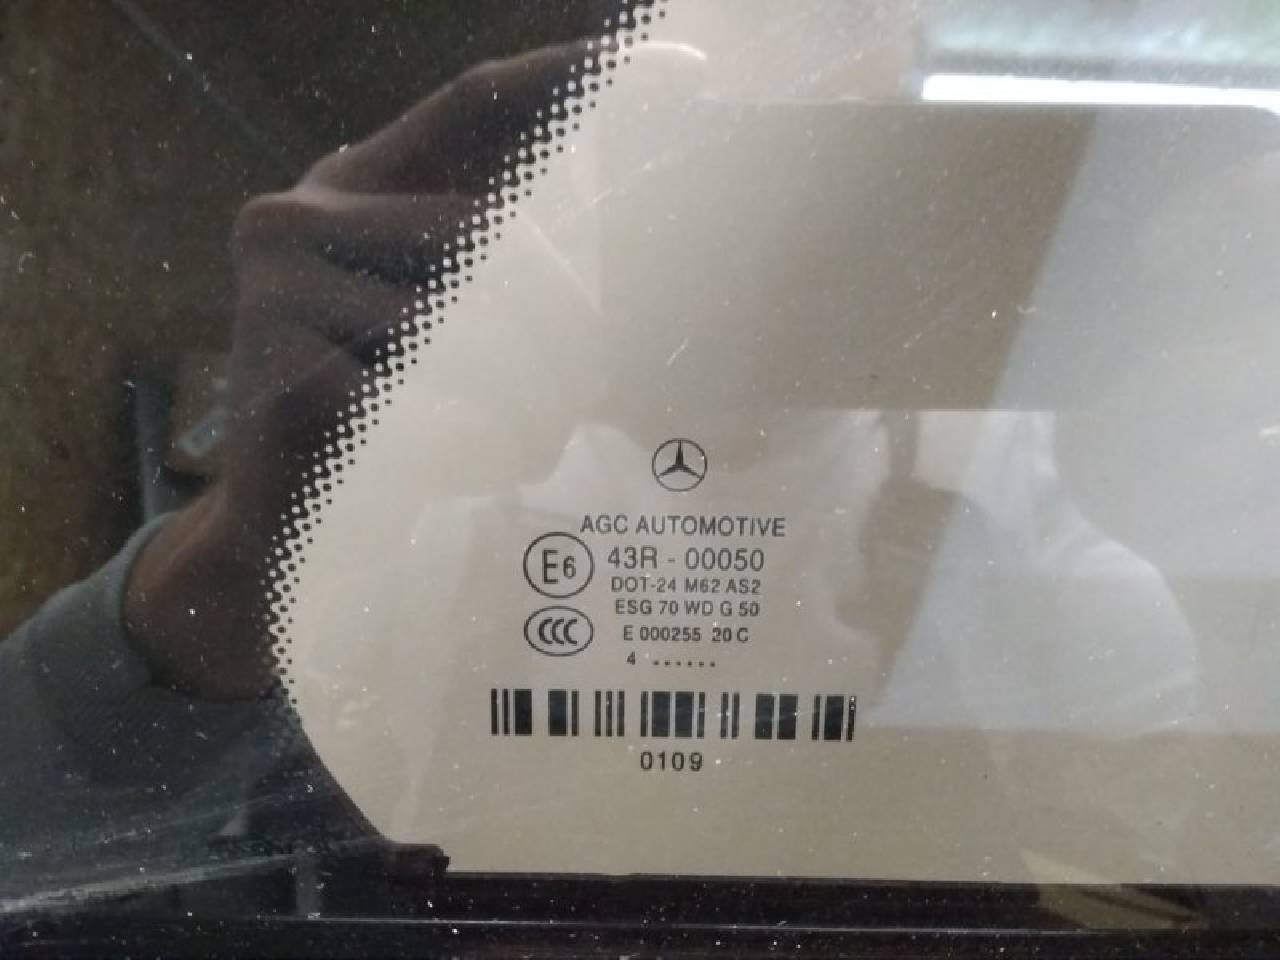 AGC AUTOMOTIVE
E6 43R - 00050
DOT-24 M62 AS2
ESG 70 WD G 50
CCC E 000255 20 C
4 ......
0109